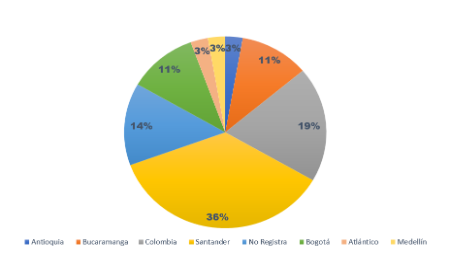 3% 3% 3%
11% 11%
14% 19%
36%
Antioquia Bucaramanga Colombia Santander No Registra Bogotá Atlántico Medellín